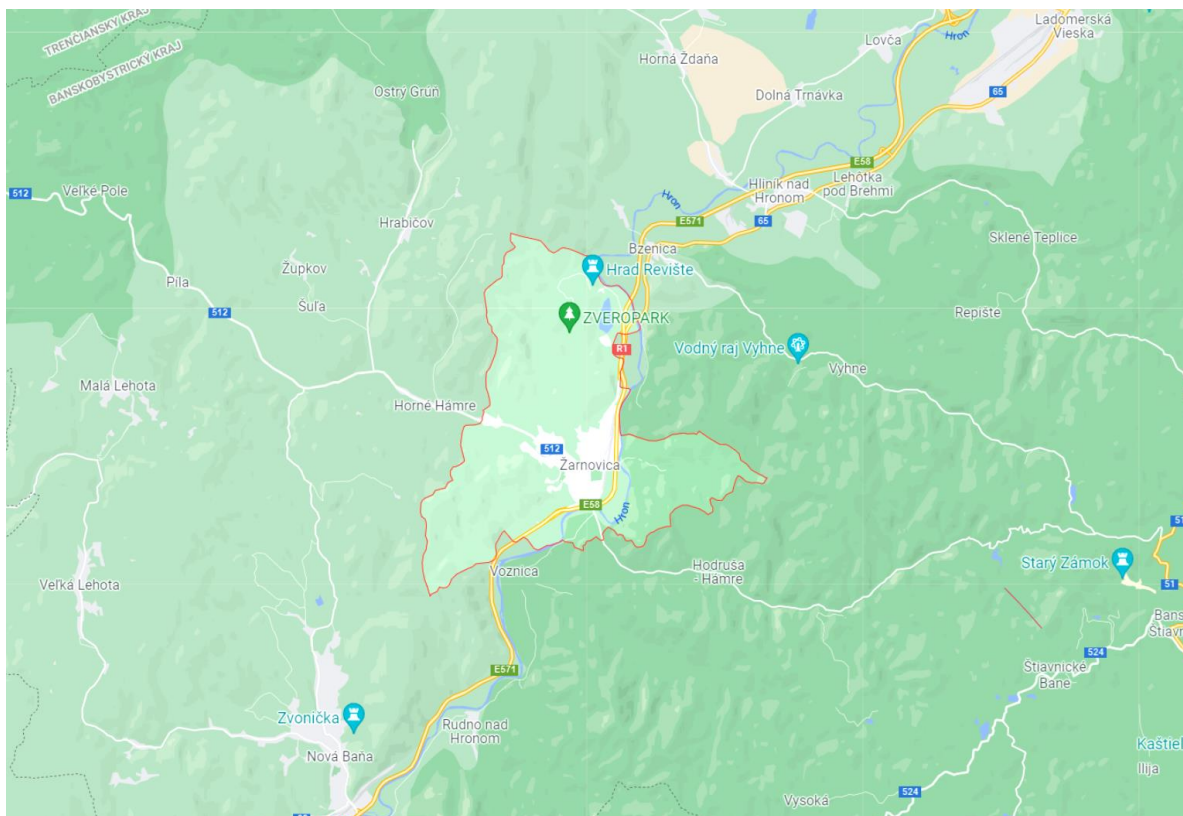 TRENČIANSKY KRAJ
BANSKOBYSTRICKÝ KRAJ
Ostrý Grúň
Horná Ždaňa
Lovča
Hron
Ladomerská
Vieska
Dolná Trnávka
65
E58
512
Veľké Pole
Hrabičov
Hliník nad
Hronom
Lehôtka
pod Brehmi
Hron
E571
65
Bzenica
Sklené Teplice
Župkov
Píla
Šuľa
Hrad Revište
512
ZVEROPARK
Repište
R1
Vodný raj Vyhne
Vyhne
Malá Lehota
Horné Hámre
512
Žarnovica
E58
Hron
Voznica
Hodruša
- Hámre
Starý Zámok
51
51
Veľká Lehota
Štiavnické
Bane
524
E571
Zvonička
Rudno nad
Hronom
Nová Baňa
Ilija
524
Vysoká